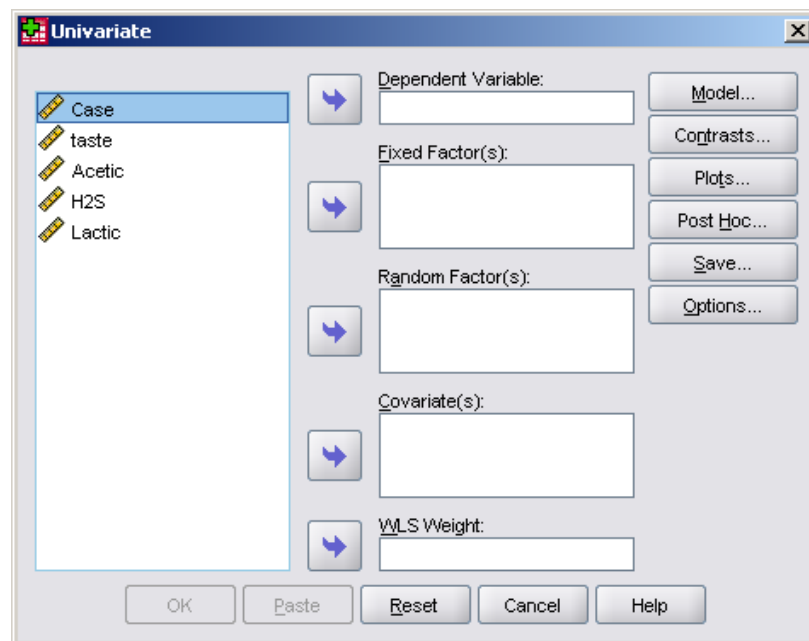 Univariate
Case
taste
Acetic
H2S
Lactic
Dependent Variable:
Fixed Factor(s):
Random Factor(s):
Covariate(s):
WLS Weight:
Model...
Contrasts...
Plots...
Post Hoc...
Save...
Options...
OK
Paste
Reset
Cancel
Help